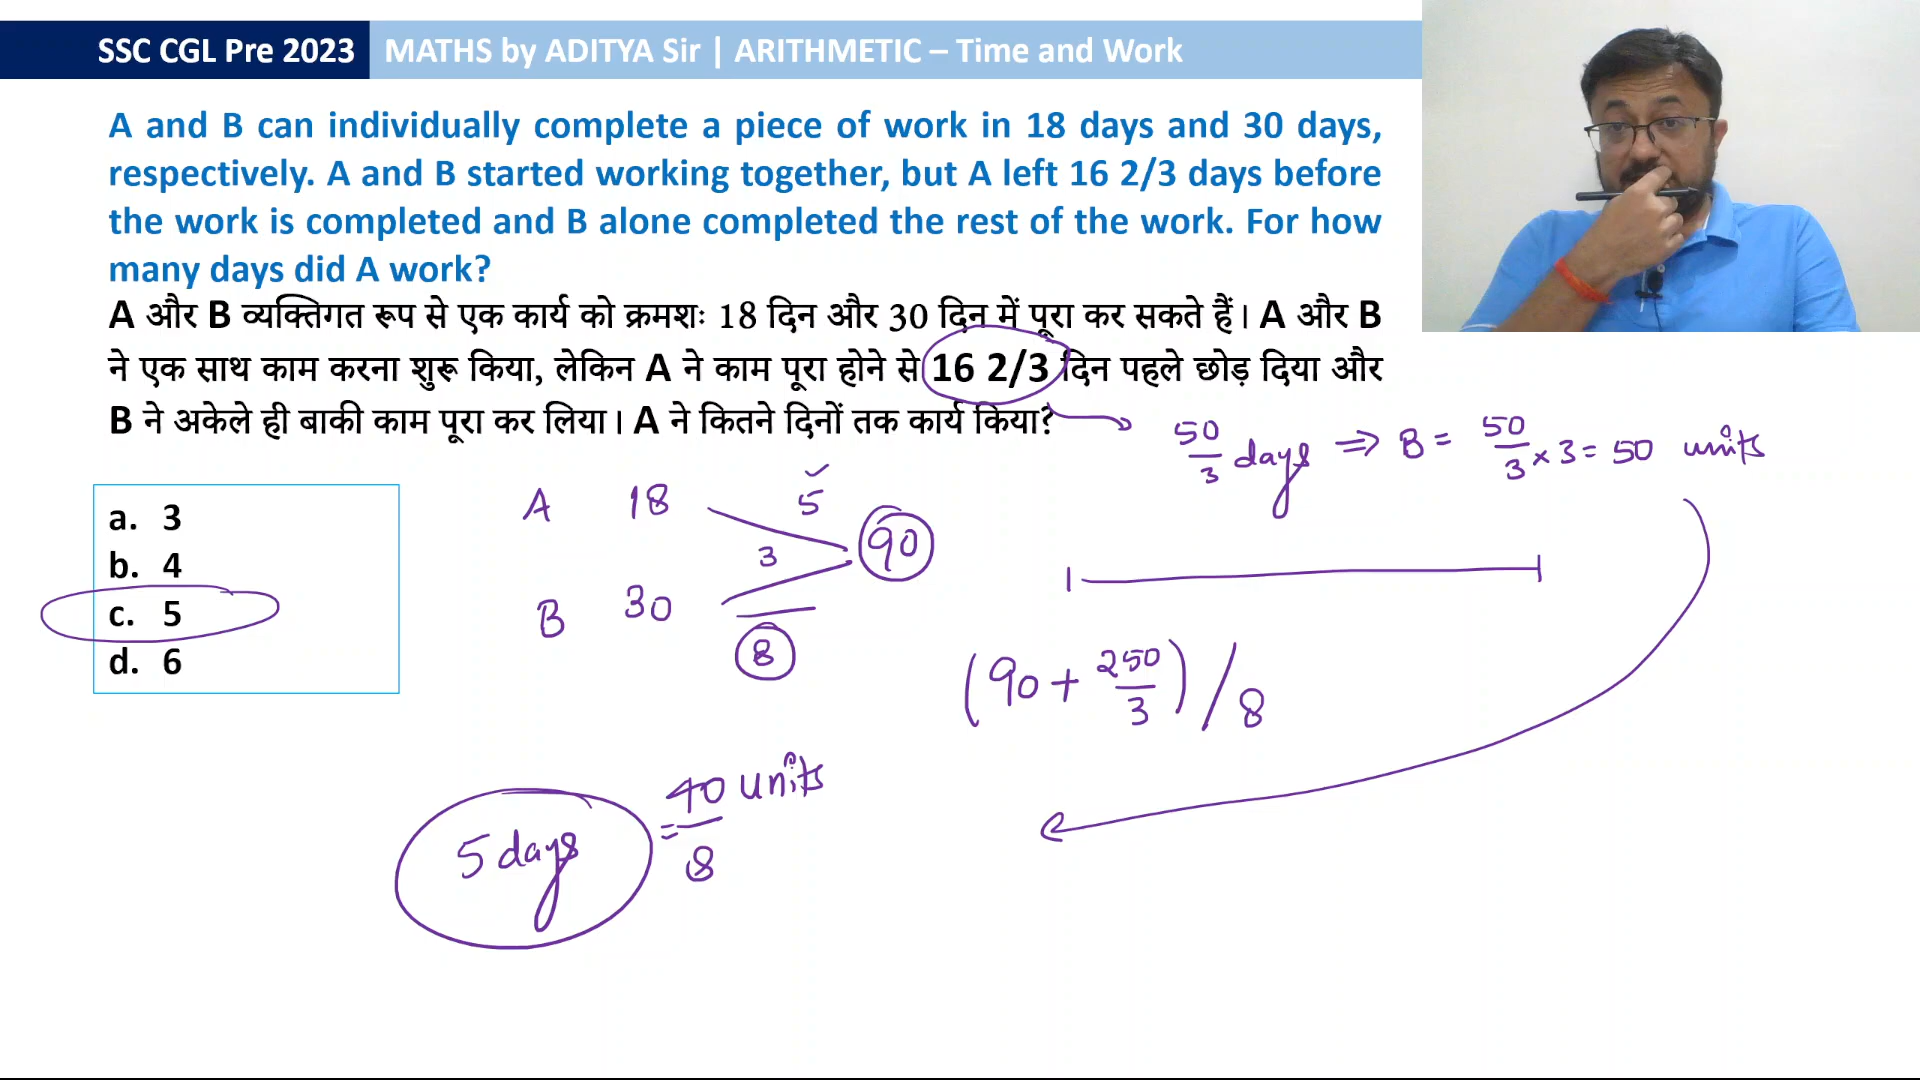 SSC CGL Pre 2023 MATHS by ADITYA Sir | ARITHMETIC – Time and Work
A and B can individually complete a piece of work in 18 days and 30 days,
respectively. A and B started working together, but A left 16 2/3 days before
the work is completed and B alone completed the rest of the work. For how
many days did A work?
A और B व्यक्तिगत रूप से एक कार्य को क्रमशः 18 दिन और 30 दिन में पूरा कर सकते हैं। A और B
ने एक साथ काम करना शुरू किया, लेकिन A ने काम पूरा होने से 16 2/3 दिन पहले छोड़ दिया और
B ने अकेले ही बाकी काम पूरा कर लिया। A ने कितने दिनों तक कार्य किया?
50/3 days ⇒ B = 50/3 × 3 = 50 units
a. 3
b. 4
c. 5
d. 6
A 18 5
3 90
B 30
8
(90 + 250/3) / 8
5 days = 40 units / 8